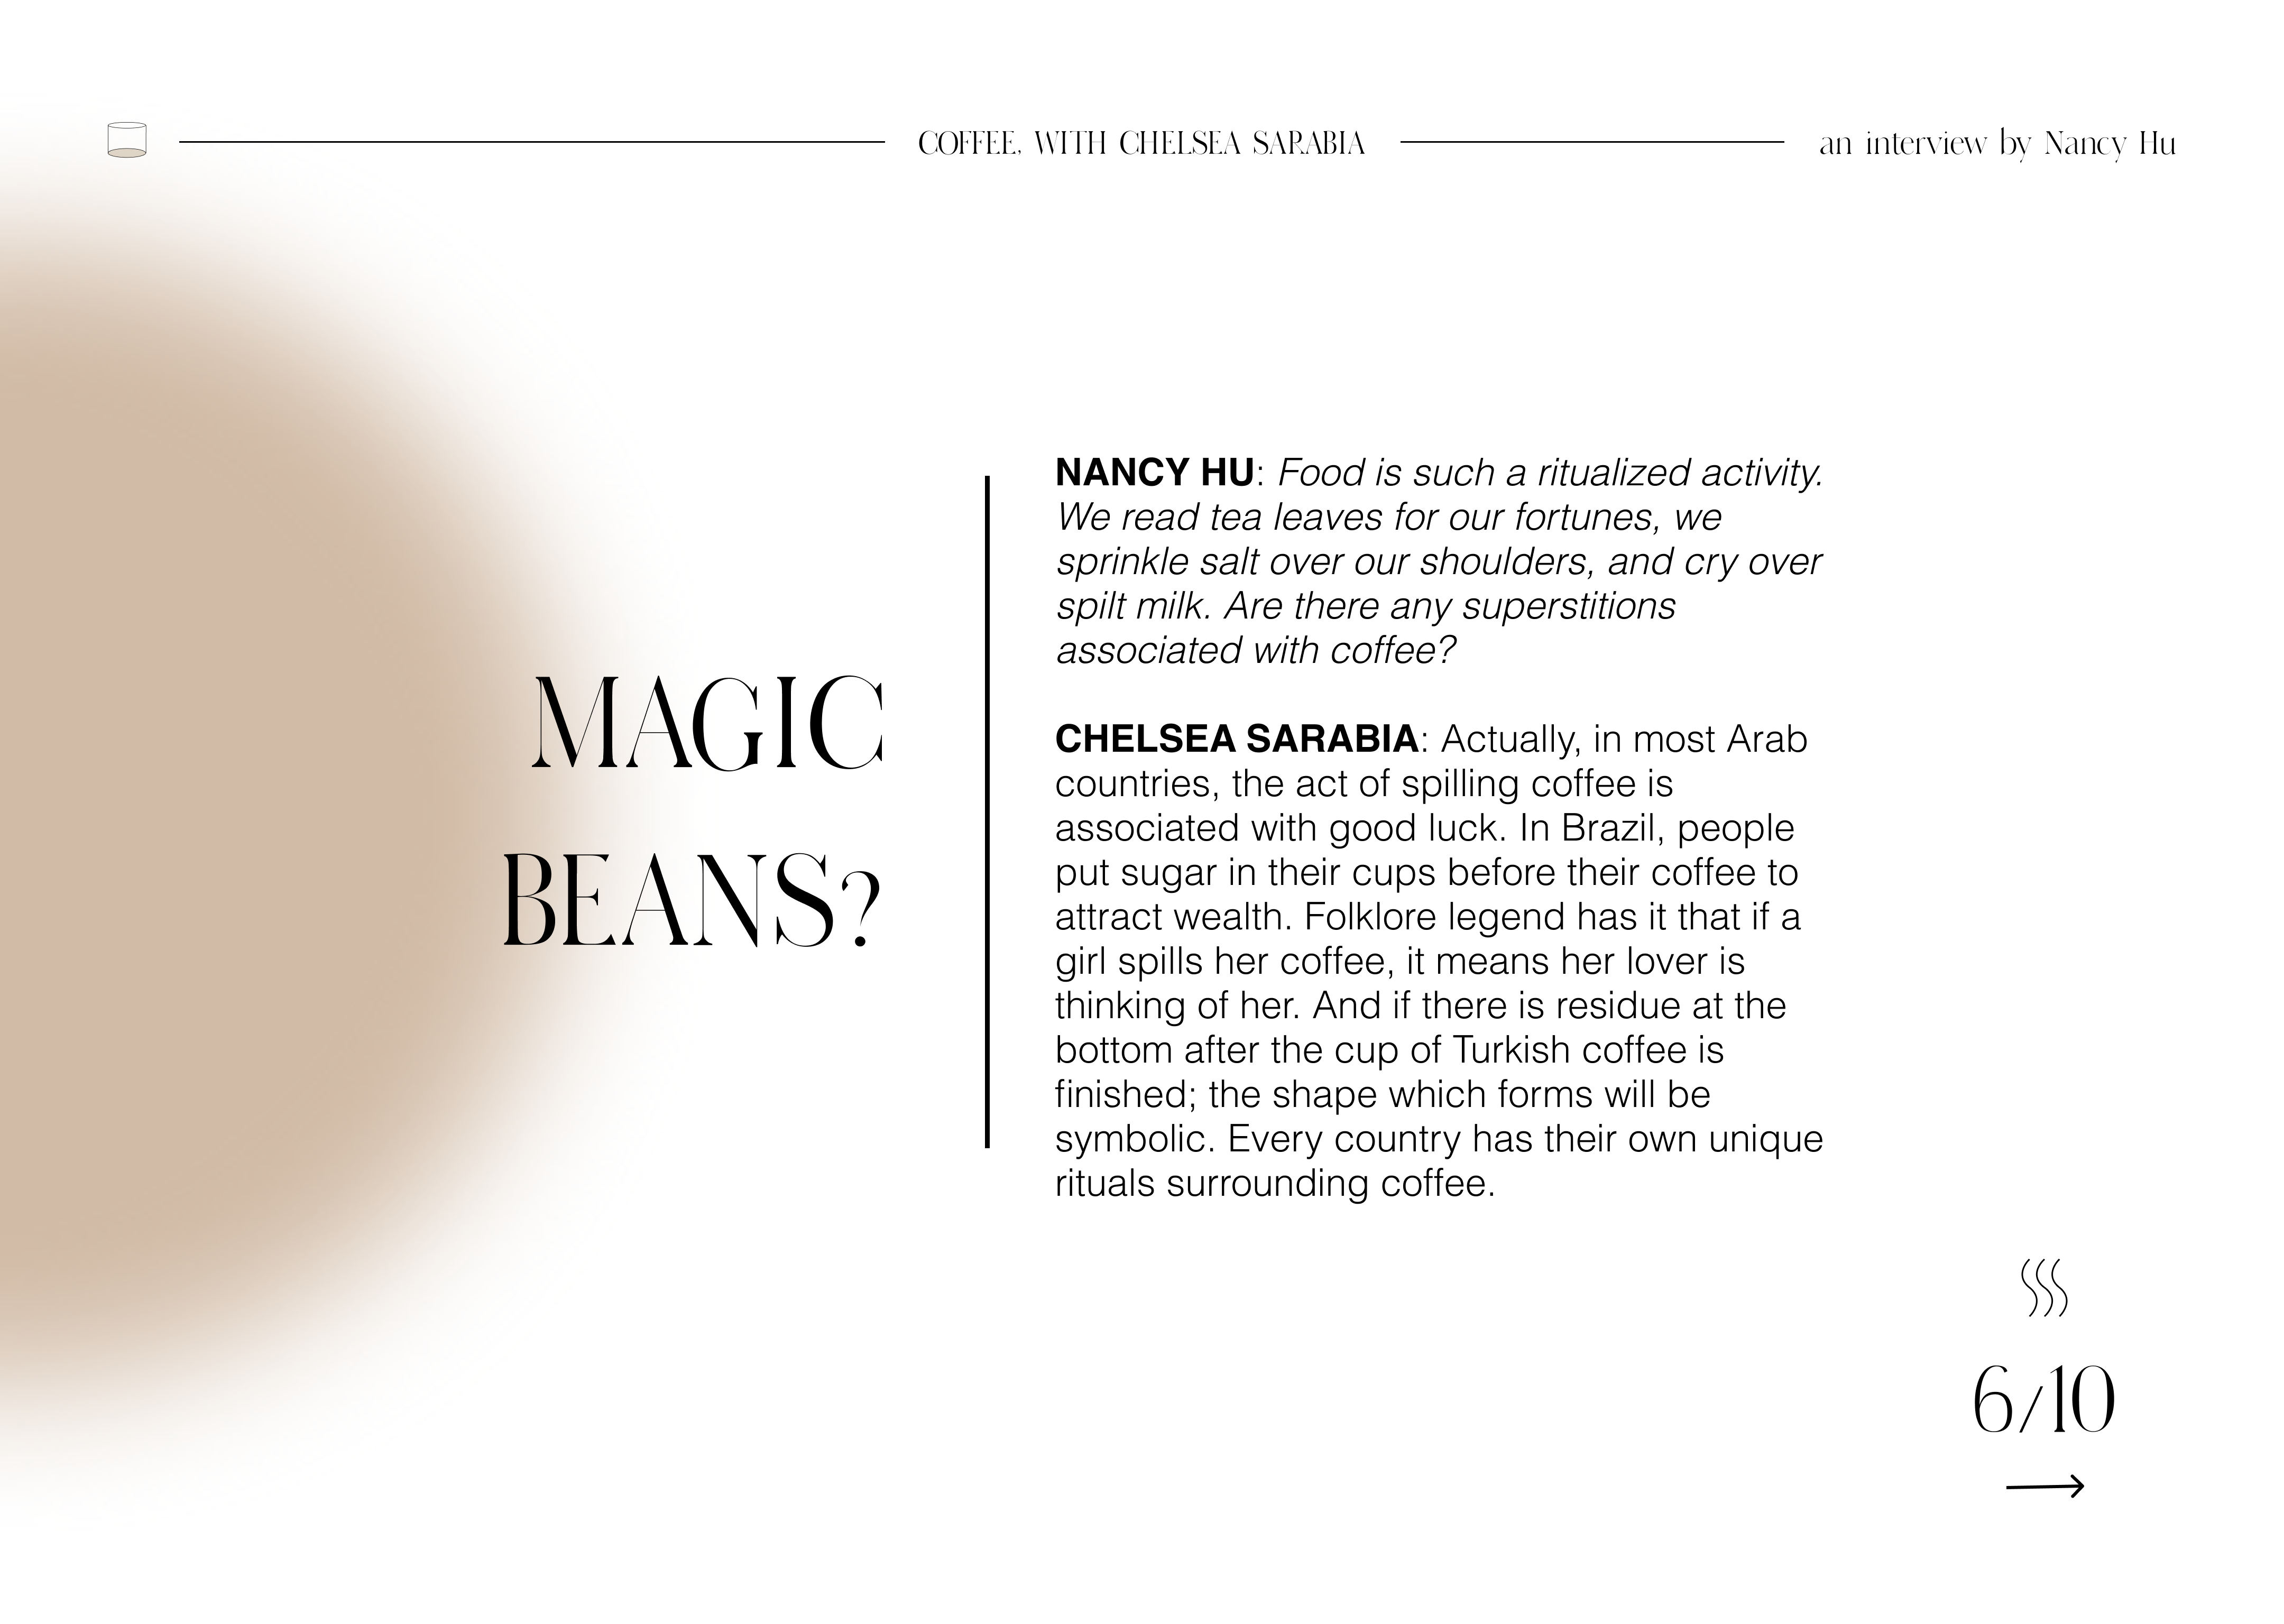 COFFEE, WITH CHELSEA SARABIA
an interview by Nancy Hu
MAGIC
BEANS?
NANCY HU: Food is such a ritualized activity.
We read tea leaves for our fortunes, we
sprinkle salt over our shoulders, and cry over
spilt milk. Are there any superstitions
associated with coffee?
CHELSEA SARABIA: Actually, in most Arab
countries, the act of spilling coffee is
associated with good luck. In Brazil, people
put sugar in their cups before their coffee to
attract wealth. Folklore legend has it that if a
girl spills her coffee, it means her lover is
thinking of her. And if there is residue at the
bottom after the cup of Turkish coffee is
finished; the shape which forms will be
symbolic. Every country has their own unique
rituals surrounding coffee.
6/10